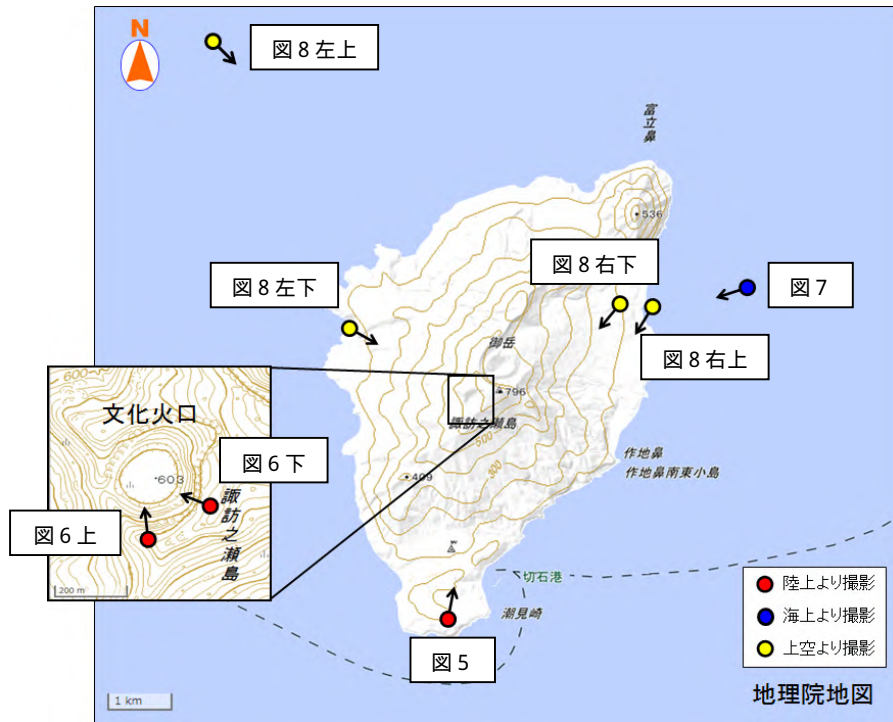 N
図 8 左上
富立鼻
536
図 8 右下
図 8 左下
図 7
図 8 右上
御岳
796
諏訪之瀬島
500
300
409
作地鼻
作地鼻南東小島
600
文化火口
603
図 6 下
図 6 上
諏訪之瀬島
200 m
切石港
潮見崎
図 5
陸上より撮影
海上より撮影
上空より撮影
1 km
地理院地図